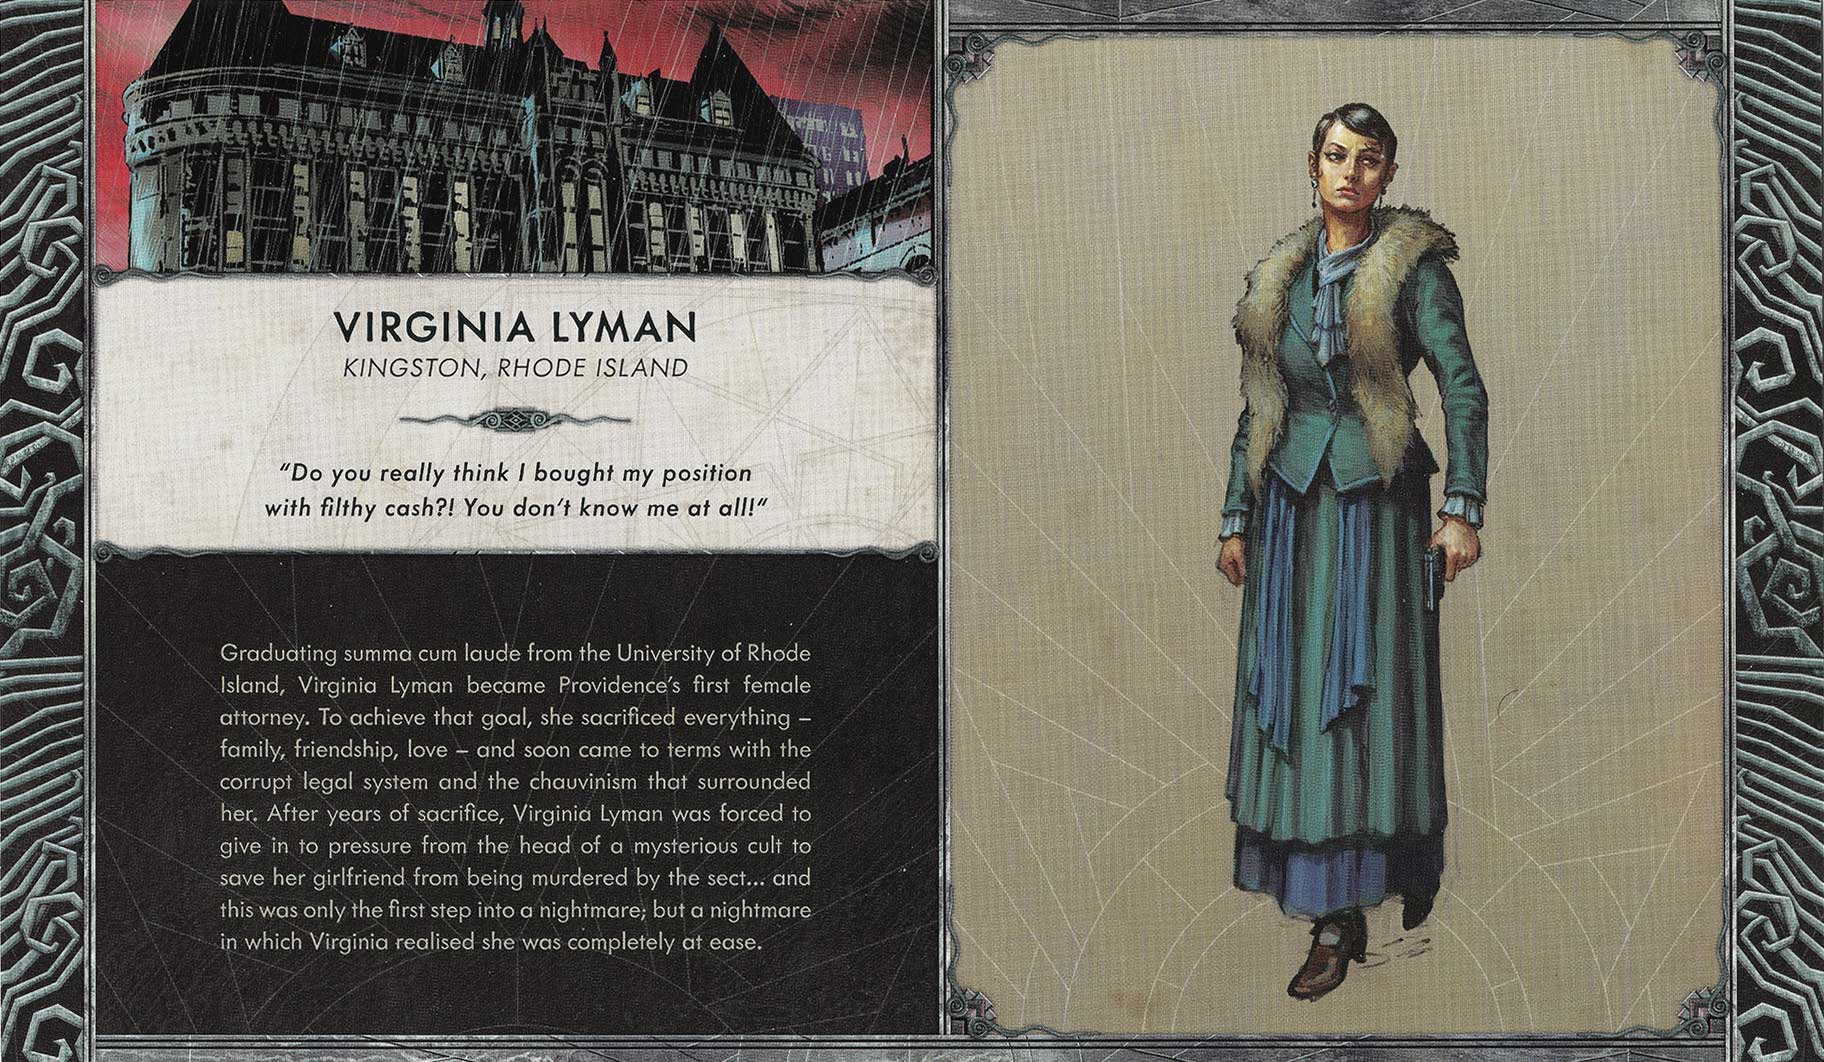 VIRGINIA LYMAN
KINGSTON, RHODE ISLAND
“Do you really think I bought my position
with filthy cash?! You don’t know me at all!“
Graduating summa cum laude from the University of Rhode
Island, Virginia Lyman became Providence’s first female
attorney. To achieve that goal, she sacrificed everything –
family, friendship, love – and soon came to terms with the
corrupt legal system and the chauvinism that surrounded
her. After years of sacrifice, Virginia Lyman was forced to
give in to pressure from the head of a mysterious cult to
save her girlfriend from being murdered by the sect... and
this was only the first step into a nightmare; but a nightmare
in which Virginia realised she was completely at ease.